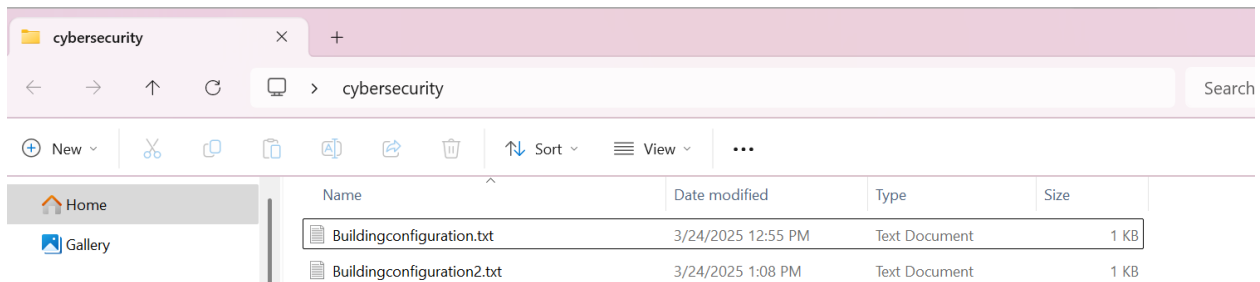 cybersecurity
cybersecurity
Search
New
Sort
View
Home
Gallery
Name Date modified Type Size
Buildingconfiguration.txt 3/24/2025 12:55 PM Text Document 1 KB
Buildingconfiguration2.txt 3/24/2025 1:08 PM Text Document 1 KB